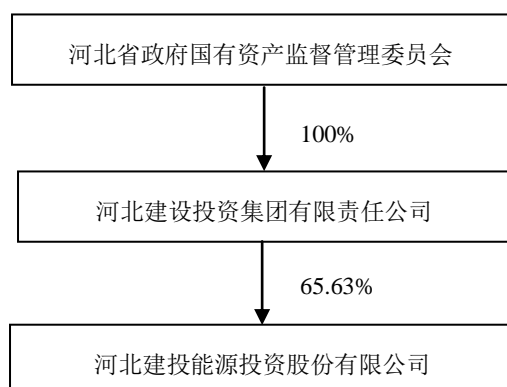 河北省政府国有资产监督管理委员会
100%
河北建设投资集团有限责任公司
65.63%
河北建投能源投资股份有限公司